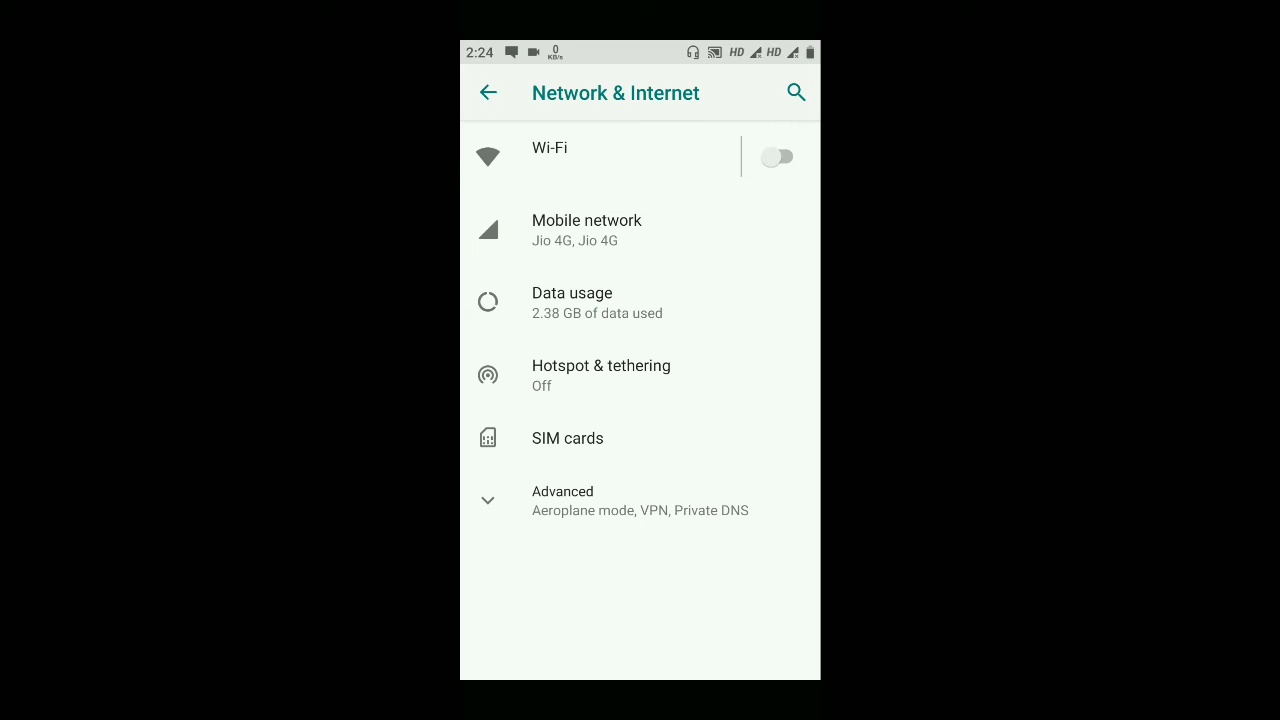 2:24 0 KB/s HD HD
Network & Internet
Wi-Fi
Mobile network
Jio 4G, Jio 4G
Data usage
2.38 GB of data used
Hotspot & tethering
Off
SIM cards
Advanced
Aeroplane mode, VPN, Private DNS